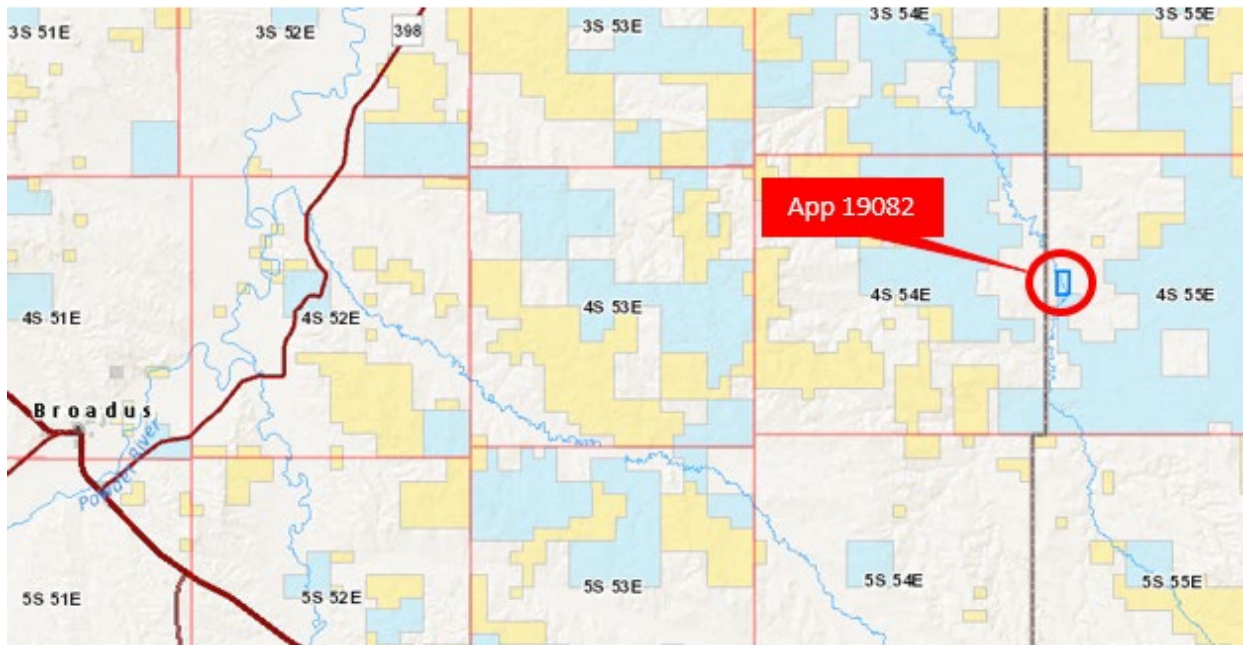 3S 51E
3S 52E
398
3S 53E
3S 54E
3S 55E
App 19082
4S 51E
4S 52E
4S 53E
4S 54E
4S 55E
Broadus
Powder River
5S 51E
5S 52E
5S 53E
5S 54E
5S 55E